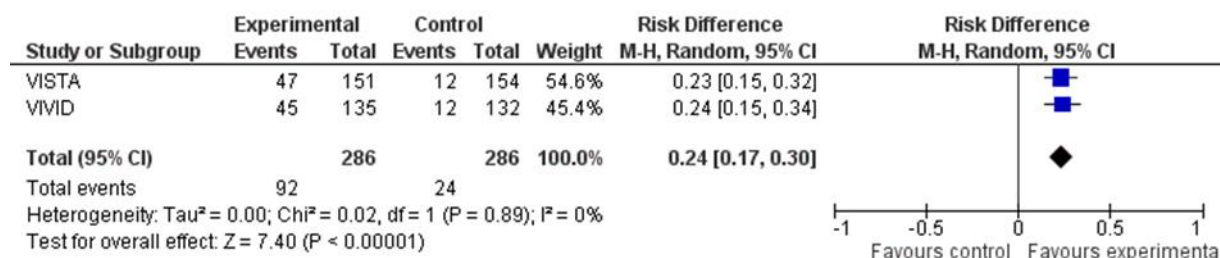 Experimental Control Risk Difference Risk Difference
Study or Subgroup Events Total Events Total Weight M-H, Random, 95% CI M-H, Random, 95% CI
VISTA 47 151 12 154 54.6% 0.23 [0.15, 0.32]
VIVID 45 135 12 132 45.4% 0.24 [0.15, 0.34]
Total (95% CI) 286 286 100.0% 0.24 [0.17, 0.30]
Total events 92 24
Heterogeneity: Tau² = 0.00; Chi² = 0.02, df = 1 (P = 0.89); I² = 0%
Test for overall effect: Z = 7.40 (P < 0.00001)
-1 -0.5 0 0.5 1
Favours control Favours experimenta